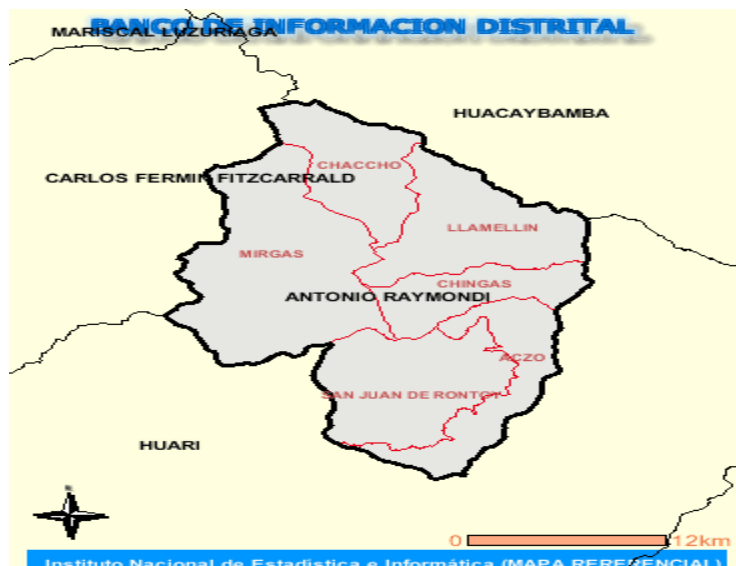 BANCO DE INFORMACION DISTRITAL
MARISCAL LUZURIAGA
HUACAYBAMBA
CHACCHO
CARLOS FERMIN FITZCARRALD
LLAMELLIN
MIRGAS
CHINGAS
ANTONIO RAYMONDI
ACZO
SAN JUAN DE RONTOY
HUARI
N
0 12km
Instituto Nacional de Estadística e Informática (MAPA RERERENCIAL)